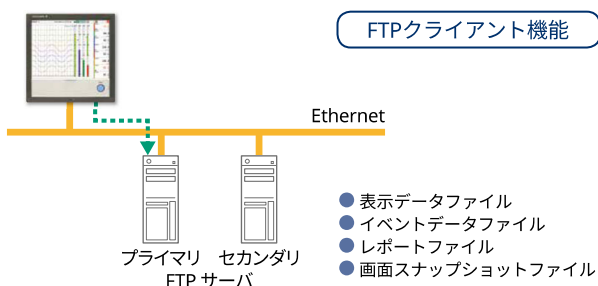 FTPクライアント機能
Ethernet
プライマリ セカンダリ
FTP サーバ
表示データファイル
イベントデータファイル
レポートファイル
画面スナップショットファイル